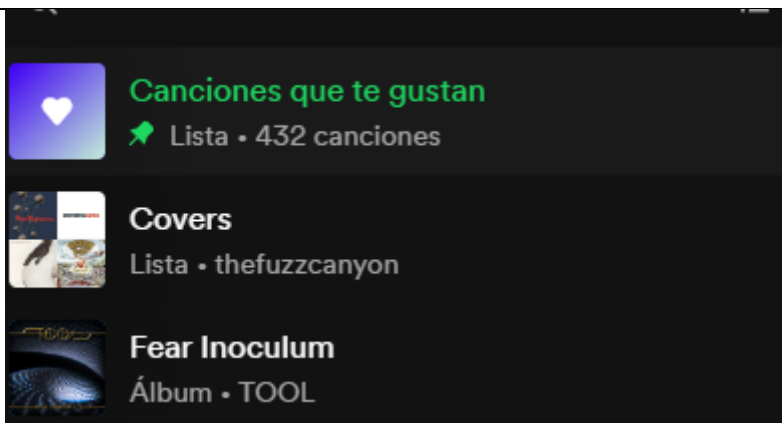 Canciones que te gustan
Lista • 432 canciones
Covers
Lista • thefuzzcanyon
Fear Inoculum
Álbum • TOOL